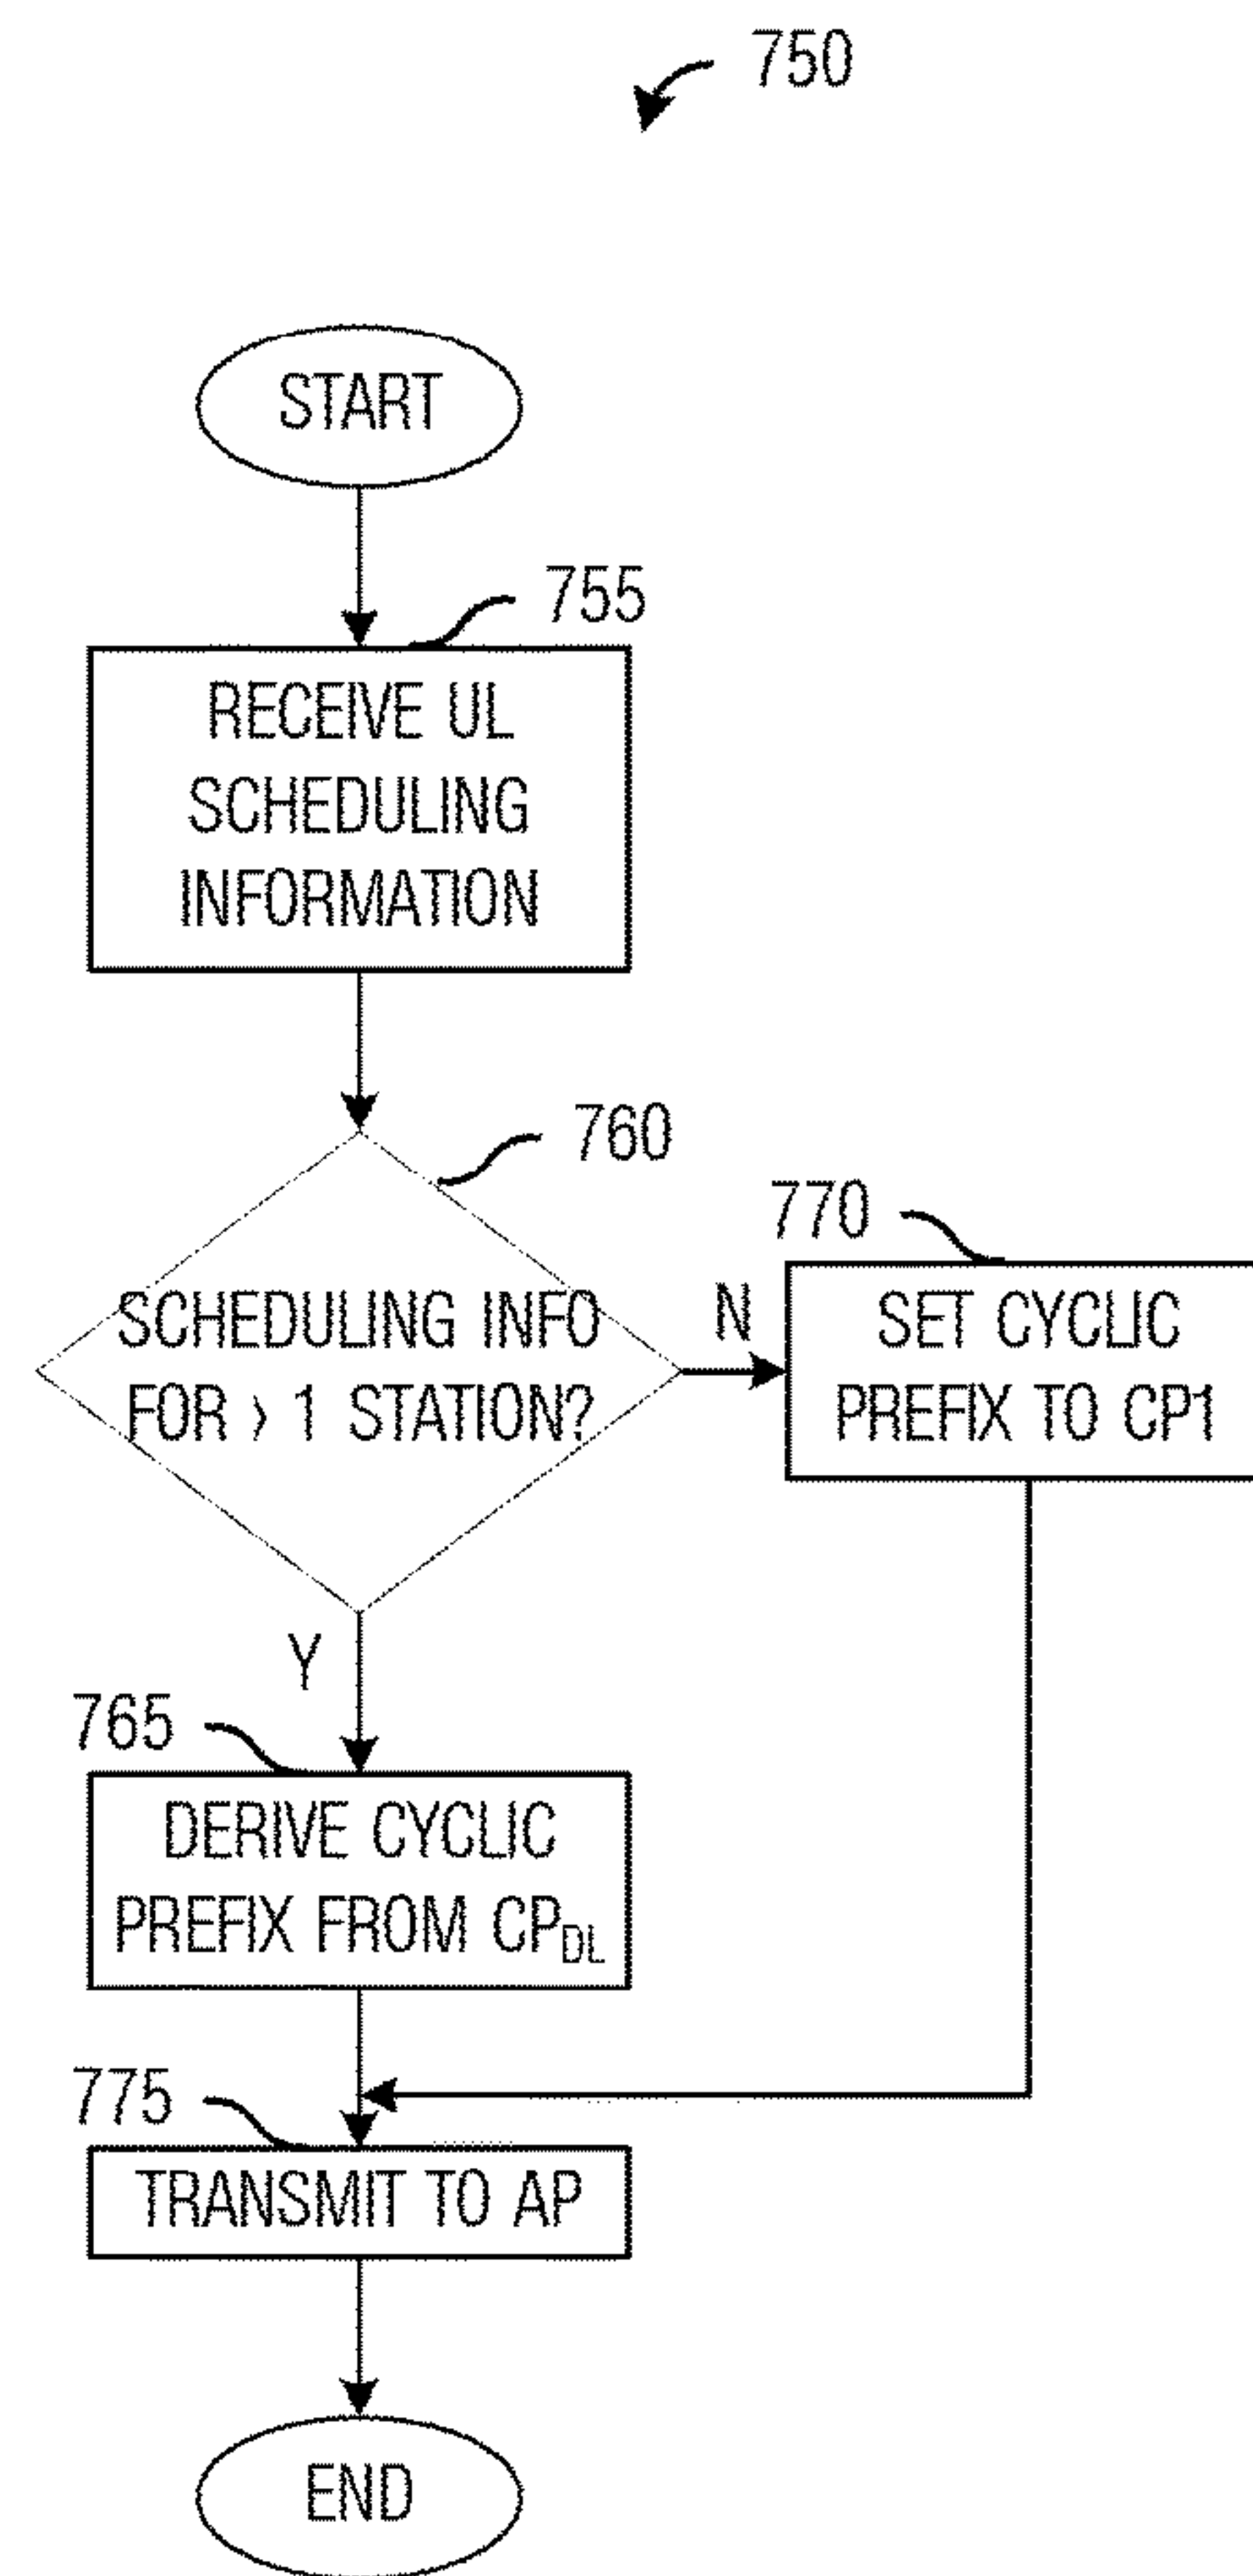 750
START
755
RECEIVE UL
SCHEDULING
INFORMATION
760
SCHEDULING INFO
FOR > 1 STATION?
N
770
SET CYCLIC
PREFIX TO CP1
Y
765
DERIVE CYCLIC
PREFIX FROM CPDL
775
TRANSMIT TO AP
END